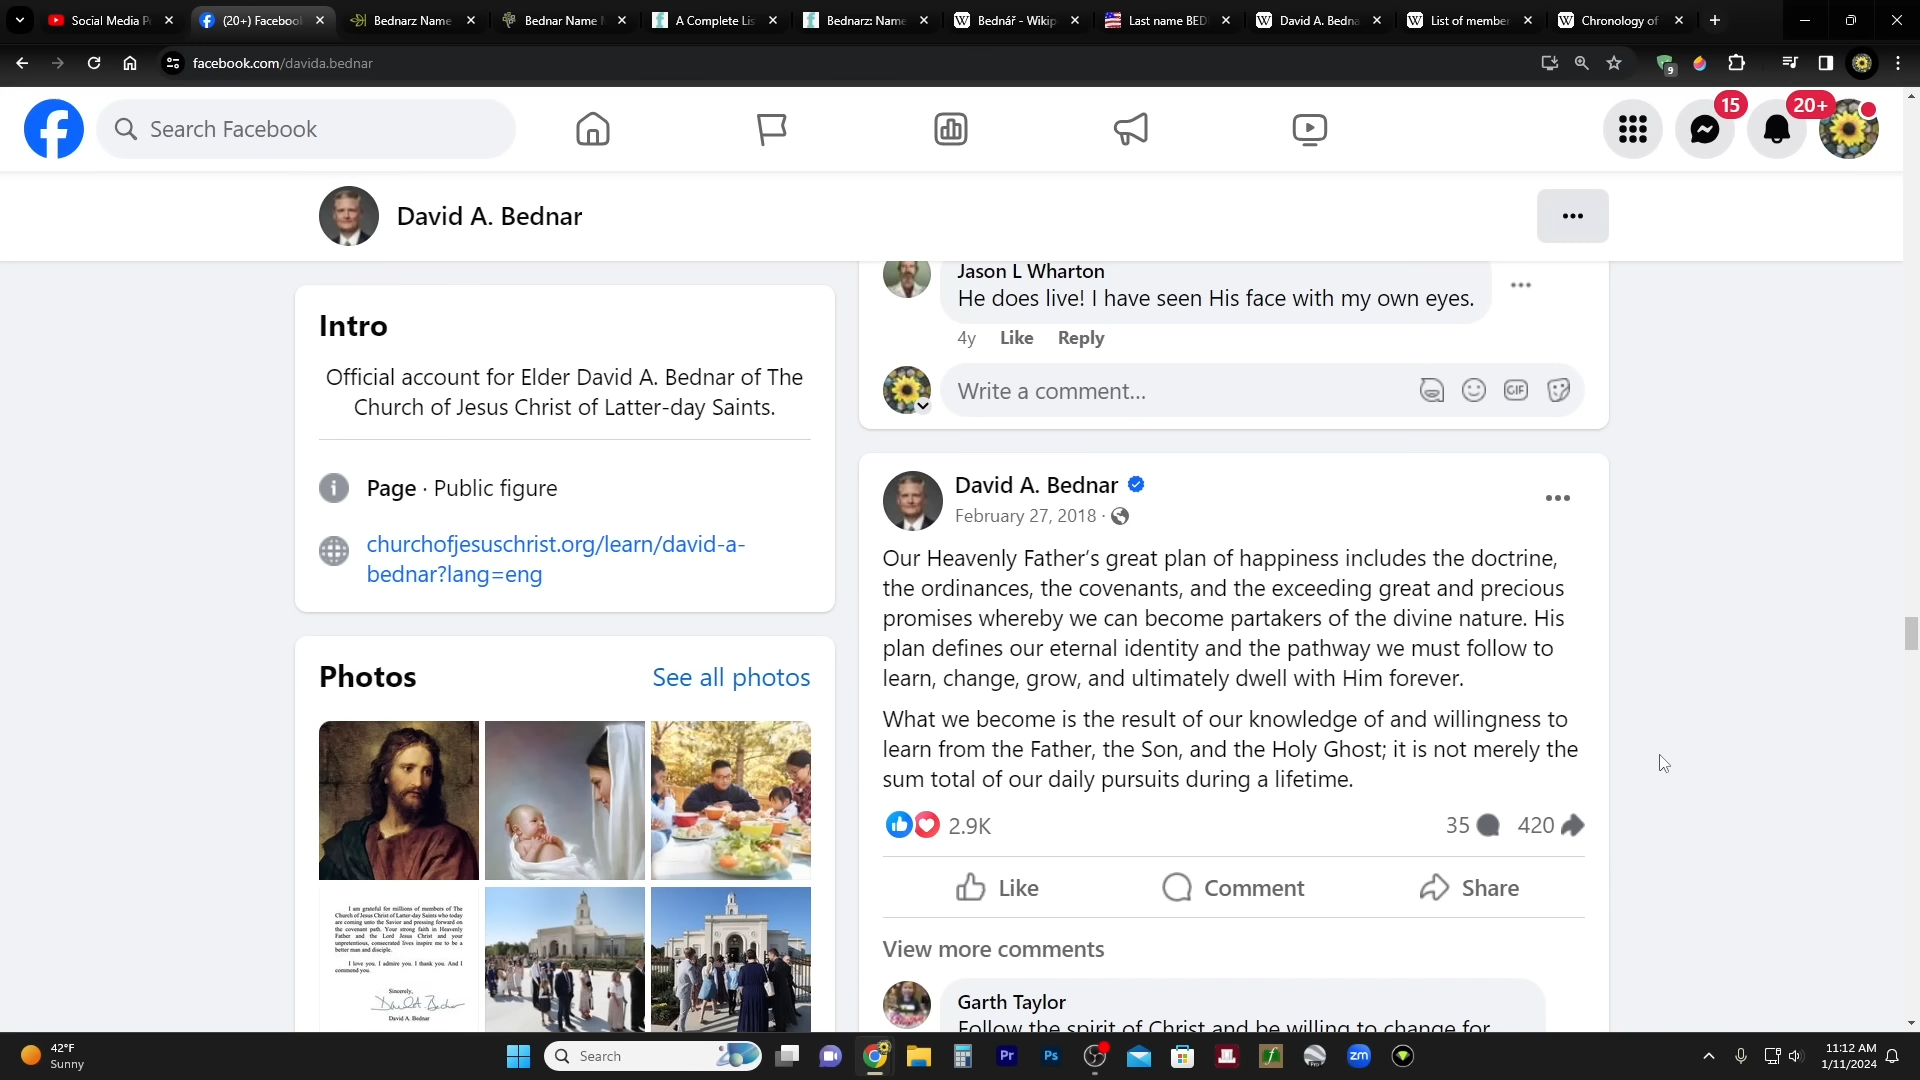 Social Media P
(20+) Facebook
Bednarz Name
Bednar Name
A Complete Lis
Bednarz Name
Bednář - Wikip
Last name BED
David A. Bedna
List of member
Chronology of
facebook.com/davida.bednar
9
Search Facebook
15
20+
David A. Bednar
Intro
Official account for Elder David A. Bednar of The
Church of Jesus Christ of Latter-day Saints.
Page · Public figure
churchofjesuschrist.org/learn/david-a-
bednar?lang=eng
Photos
See all photos
I am grateful for millions of members of The
Church of Jesus Christ of Latter-day Saints who today
are coming unto the Savior and pressing forward on
the covenant path. Your strong faith in Heavenly
Father and the Lord Jesus Christ and your
unpretentious, consecrated lives inspire me to be a
better man and disciple.
I love you. I admire you. I thank you. And I
commend you.
Sincerely,
David A. Bednar
Jason L Wharton
He does live! I have seen His face with my own eyes.
4y Like Reply
Write a comment...
GIF
David A. Bednar
February 27, 2018 ·
Our Heavenly Father’s great plan of happiness includes the doctrine,
the ordinances, the covenants, and the exceeding great and precious
promises whereby we can become partakers of the divine nature. His
plan defines our eternal identity and the pathway we must follow to
learn, change, grow, and ultimately dwell with Him forever.
What we become is the result of our knowledge of and willingness to
learn from the Father, the Son, and the Holy Ghost; it is not merely the
sum total of our daily pursuits during a lifetime.
2.9K
35 420
Like Comment Share
View more comments
Garth Taylor
Follow the spirit of Christ and be willing to change for
42°F
Sunny
Search
Pr
Ps
zm
11:12 AM
1/11/2024